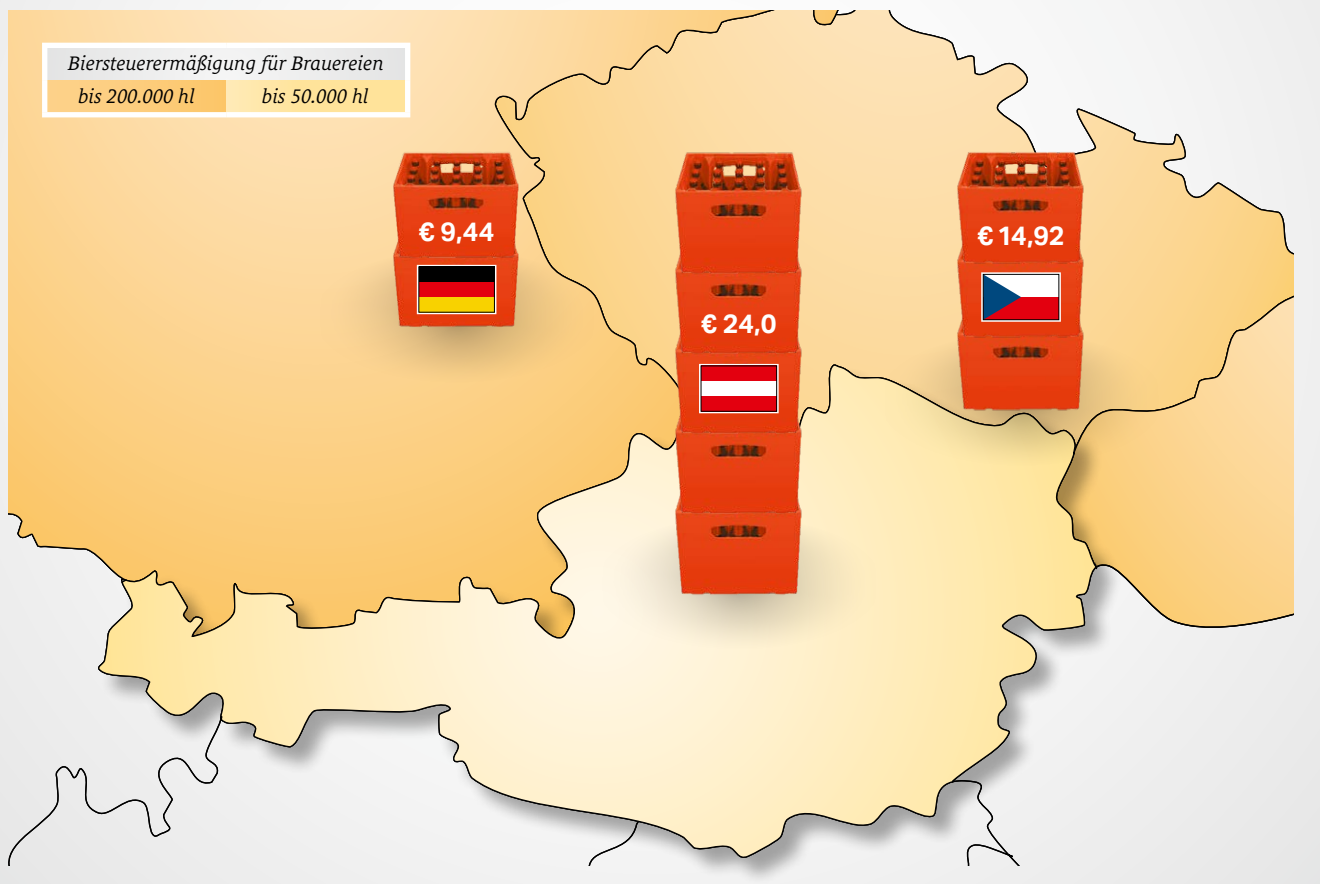 Biersteuerermäßigung für Brauereien
bis 200.000 hl bis 50.000 hl
€ 9,44
€ 24,0
€ 14,92